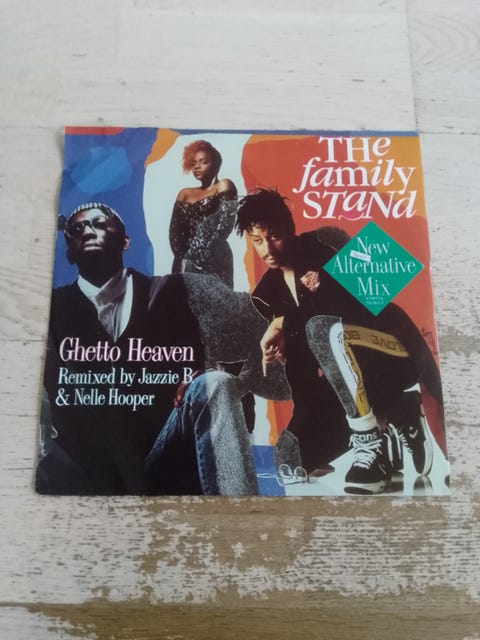 THe
family
STaNd
New
Alternative
Mix
Ghetto Heaven
Remixed by Jazzie B.
& Nelle Hooper